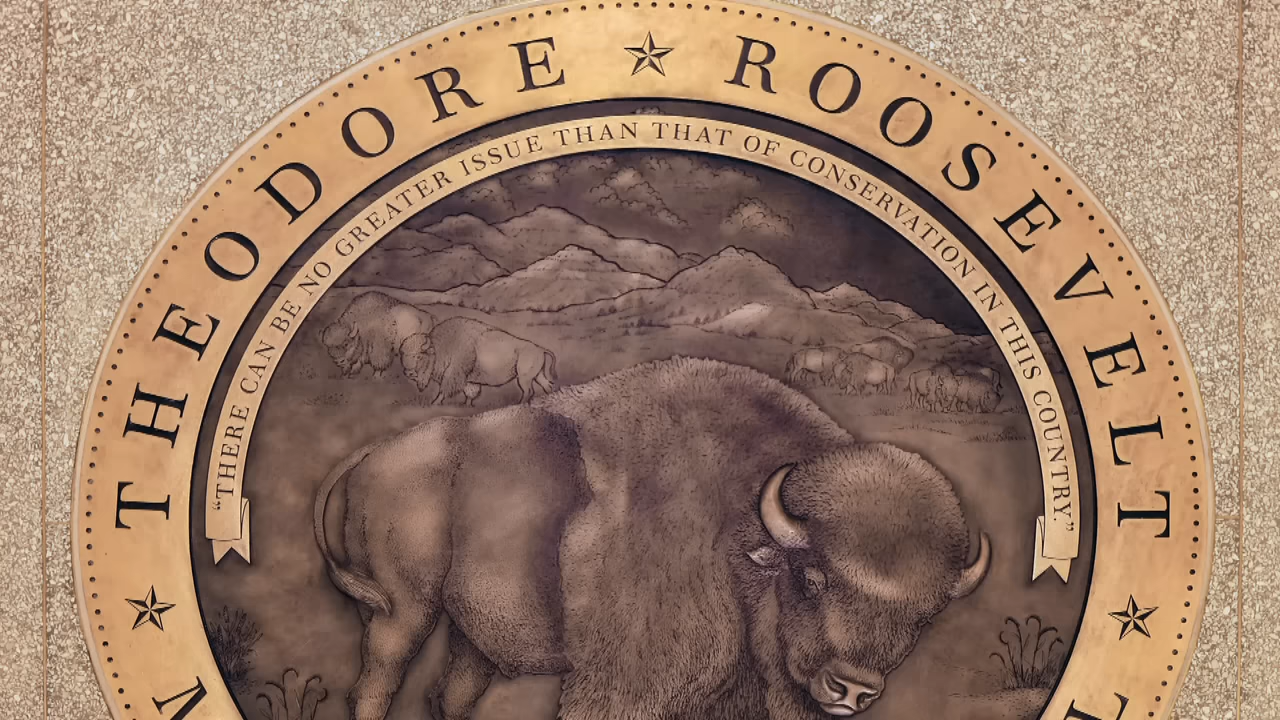 THEODORE ★ ROOSEVELT
“THERE CAN BE NO GREATER ISSUE THAN THAT OF CONSERVATION IN THIS COUNTRY.”